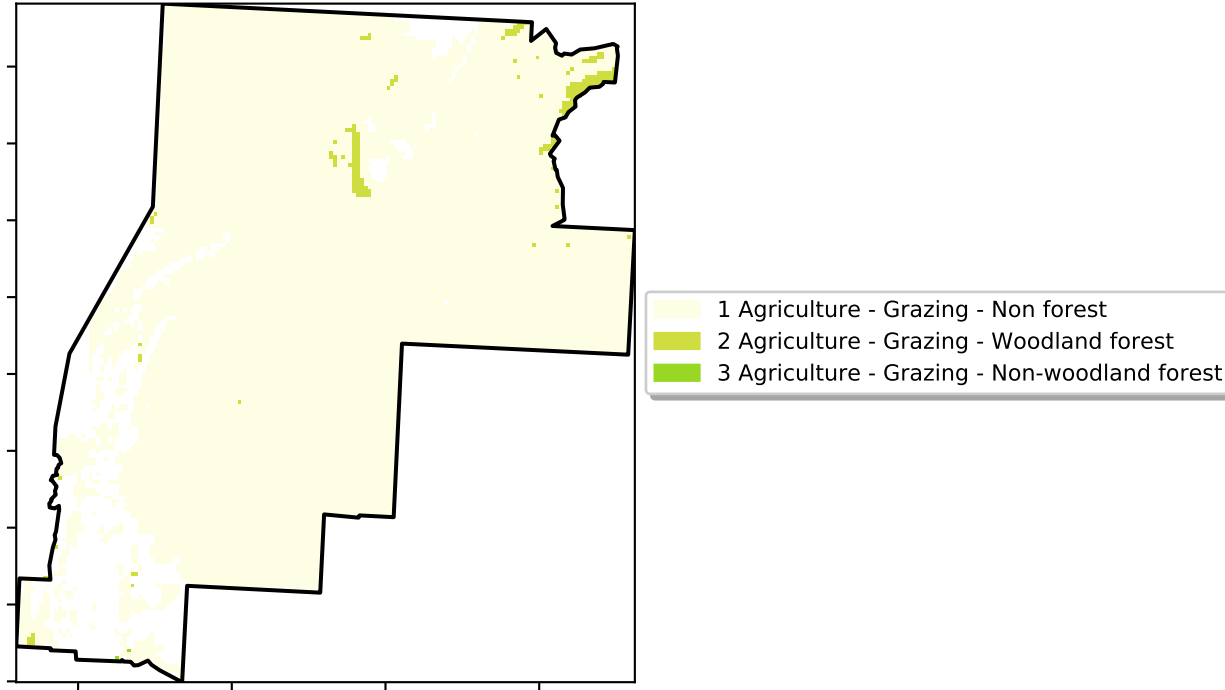 1 Agriculture - Grazing - Non forest
2 Agriculture - Grazing - Woodland forest
3 Agriculture - Grazing - Non-woodland forest